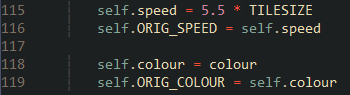 115 self.speed = 5.5 * TILESIZE
116 self.ORIG_SPEED = self.speed
117
118 self.colour = colour
119 self.ORIG_COLOUR = self.colour